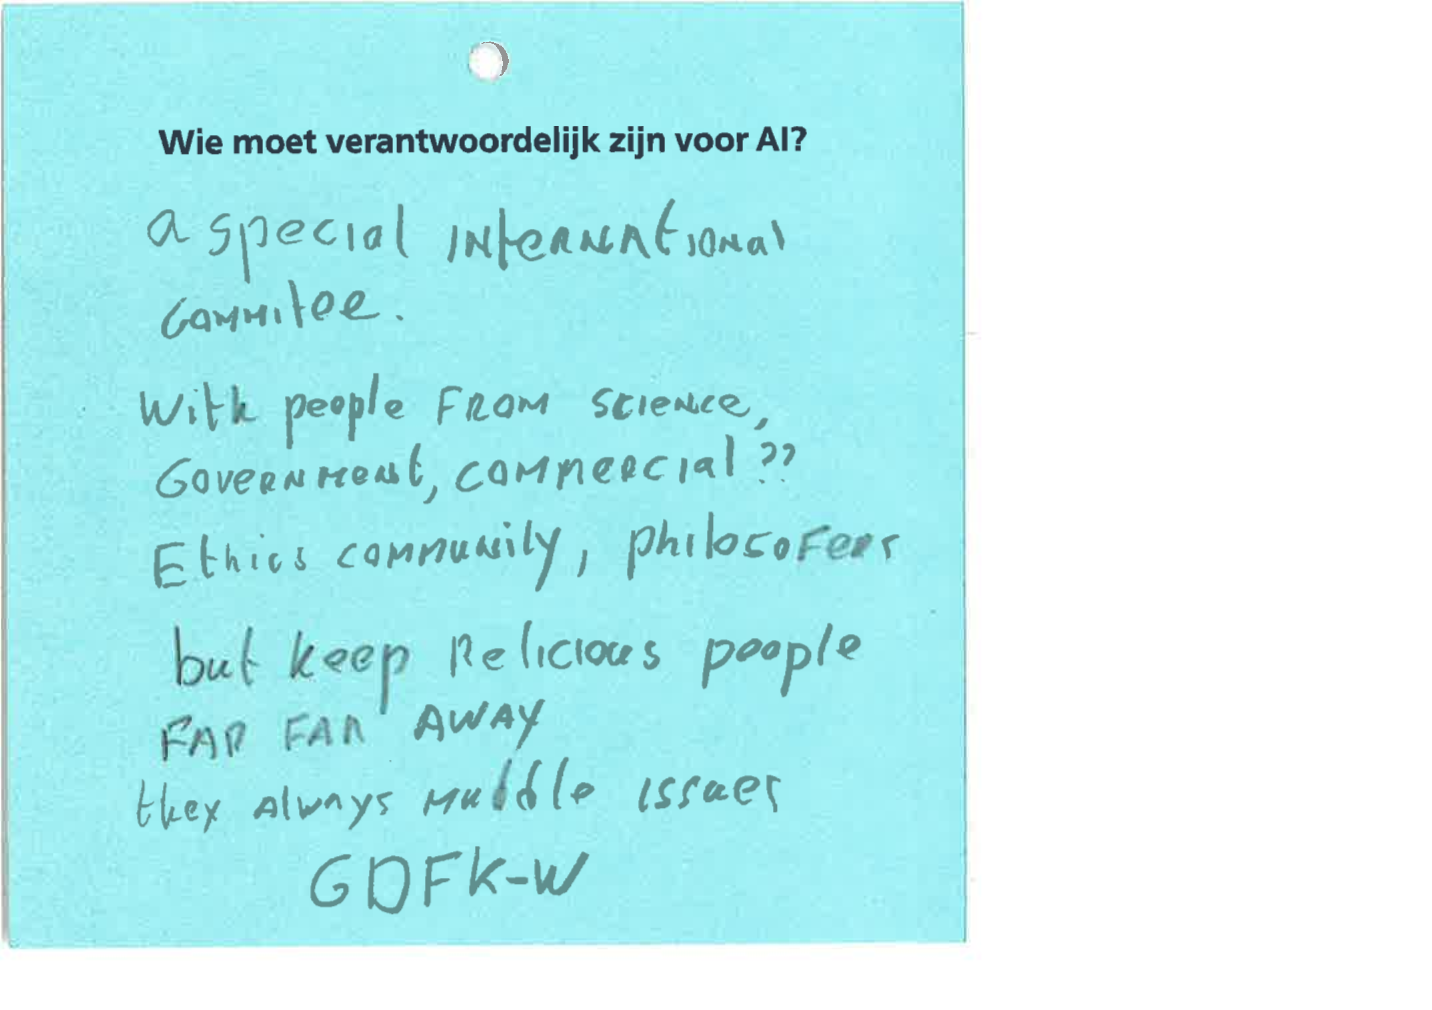 Wie moet verantwoordelijk zijn voor AI?
a special INteRNAtIONal
CommItee.
With people FROM SCIeNce,
GoveRNMeNt, COMMeRCIal ??
Ethics community, philosoFeRs
but keep Relicious people
FAR FAR AWAY
they Always Muddle issues
GDFK-W